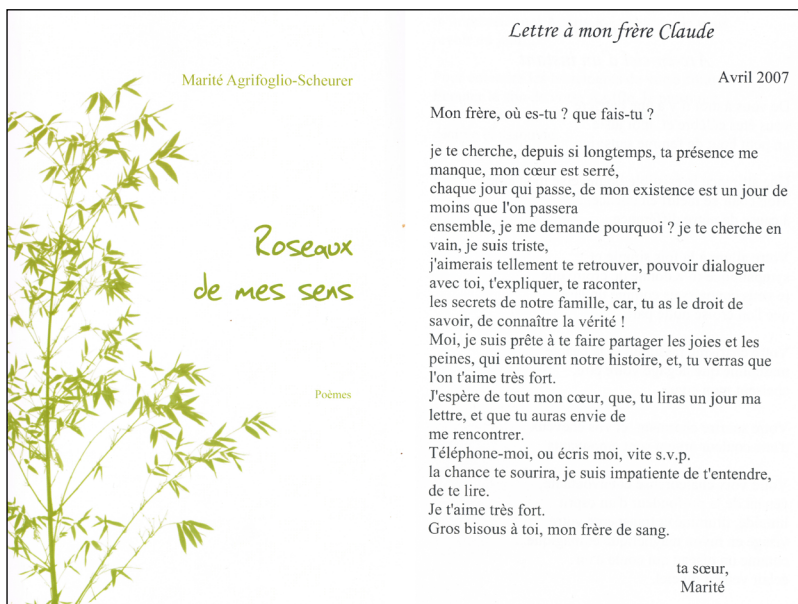 Marité Agrifoglio-Scheurer
Roseaux
de mes sens
Poèmes
Lettre à mon frère Claude
Avril 2007
Mon frère, où es-tu ? que fais-tu ?
je te cherche, depuis si longtemps, ta présence me
manque, mon cœur est serré,
chaque jour qui passe, de mon existence est un jour de
moins que l'on passera
ensemble, je me demande pourquoi ? je te cherche en
vain, je suis triste,
j'aimerais tellement te retrouver, pouvoir dialoguer
avec toi, t'expliquer, te raconter,
les secrets de notre famille, car, tu as le droit de
savoir, de connaître la vérité !
Moi, je suis prête à te faire partager les joies et les
peines, qui entourent notre histoire, et, tu verras que
l'on t'aime très fort.
J'espère de tout mon cœur, que, tu liras un jour ma
lettre, et que tu auras envie de
me rencontrer.
Téléphone-moi, ou écris moi, vite s.v.p.
la chance te sourira, je suis impatiente de t'entendre,
de te lire.
Je t'aime très fort.
Gros bisous à toi, mon frère de sang.
ta sœur,
Marité